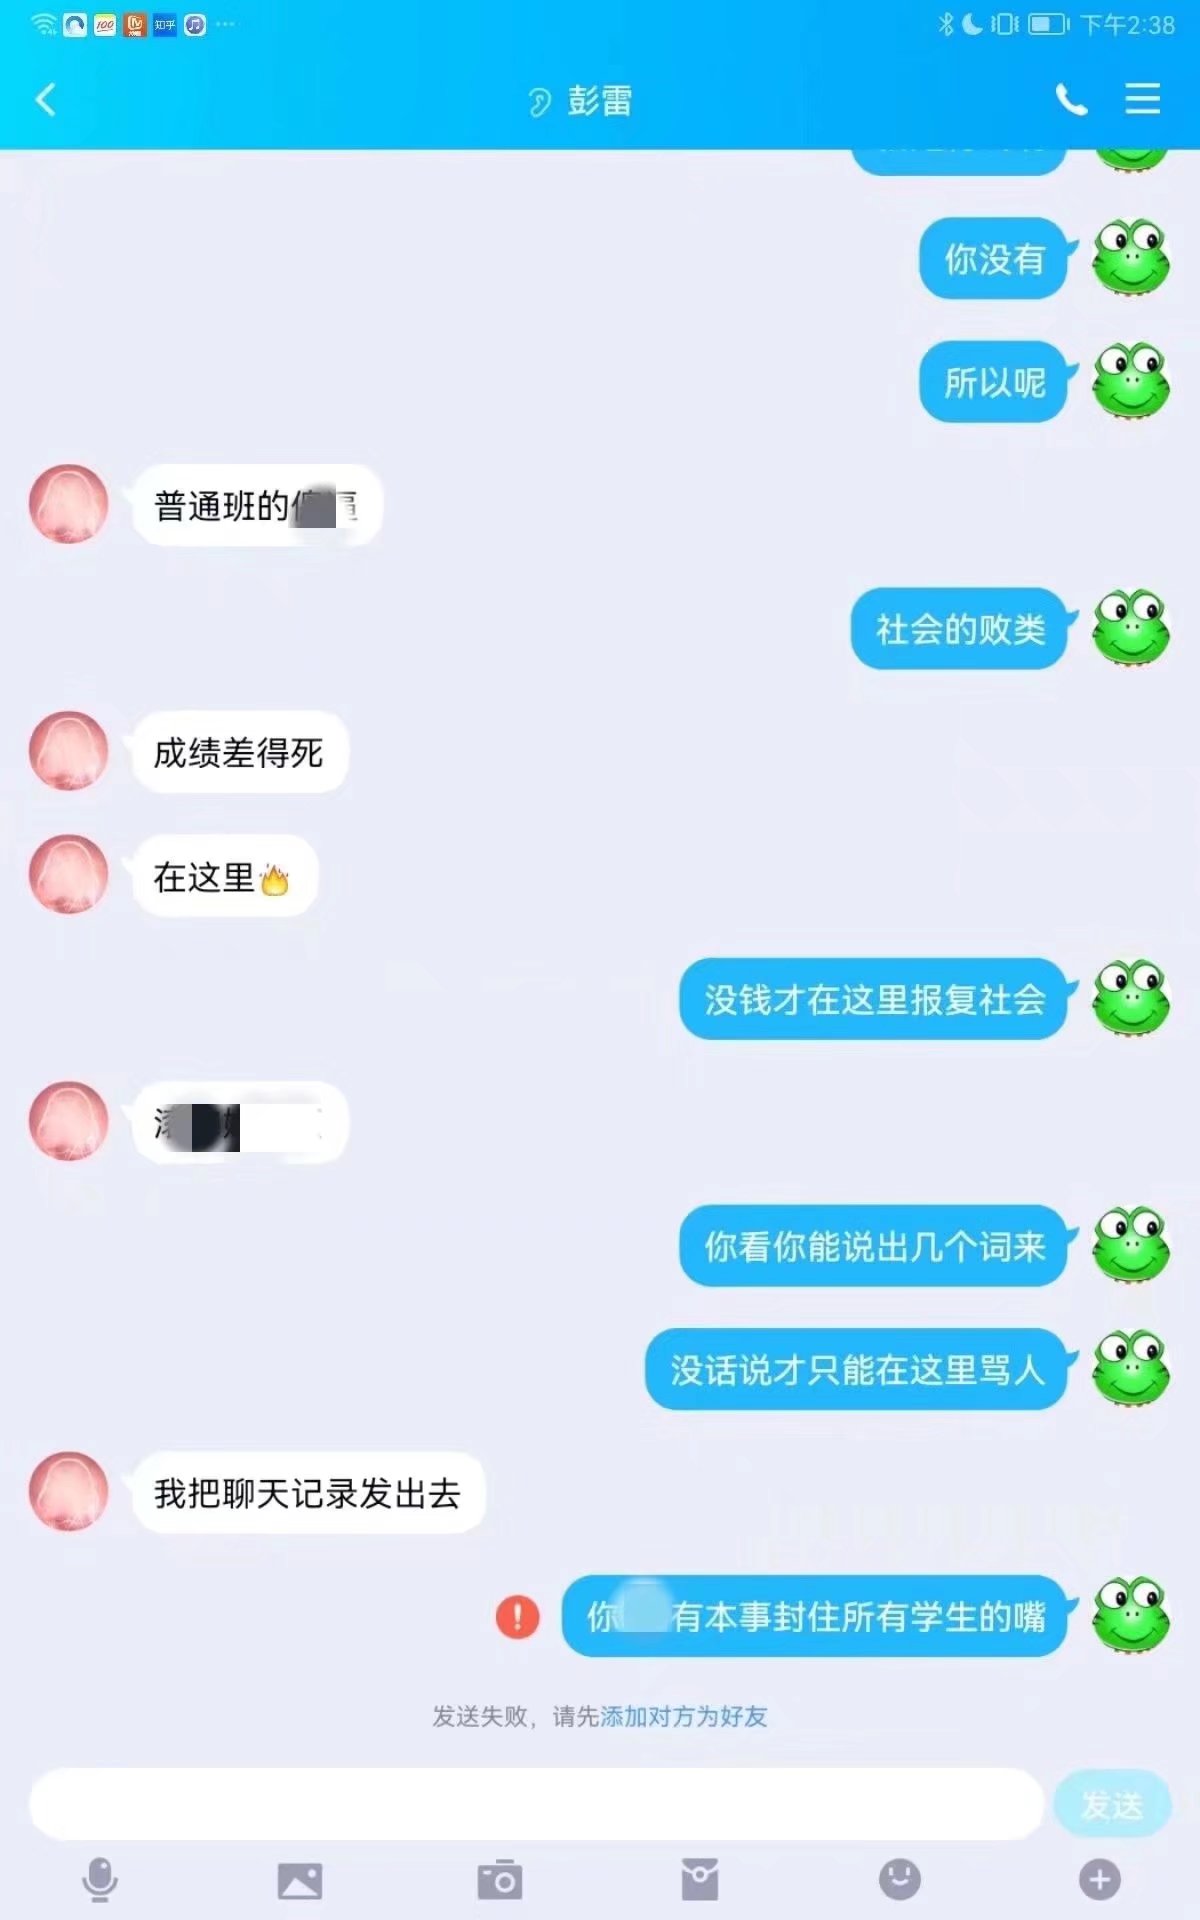 100
知乎
下午2:38
彭雷
你没有
所以呢
普通班的
社会的败类
成绩差得死
在这里🔥
没钱才在这里报复社会
你看你能说出几个词来
没话说才只能在这里骂人
我把聊天记录发出去
你 有本事封住所有学生的嘴
发送失败，请先添加对方为好友
发送